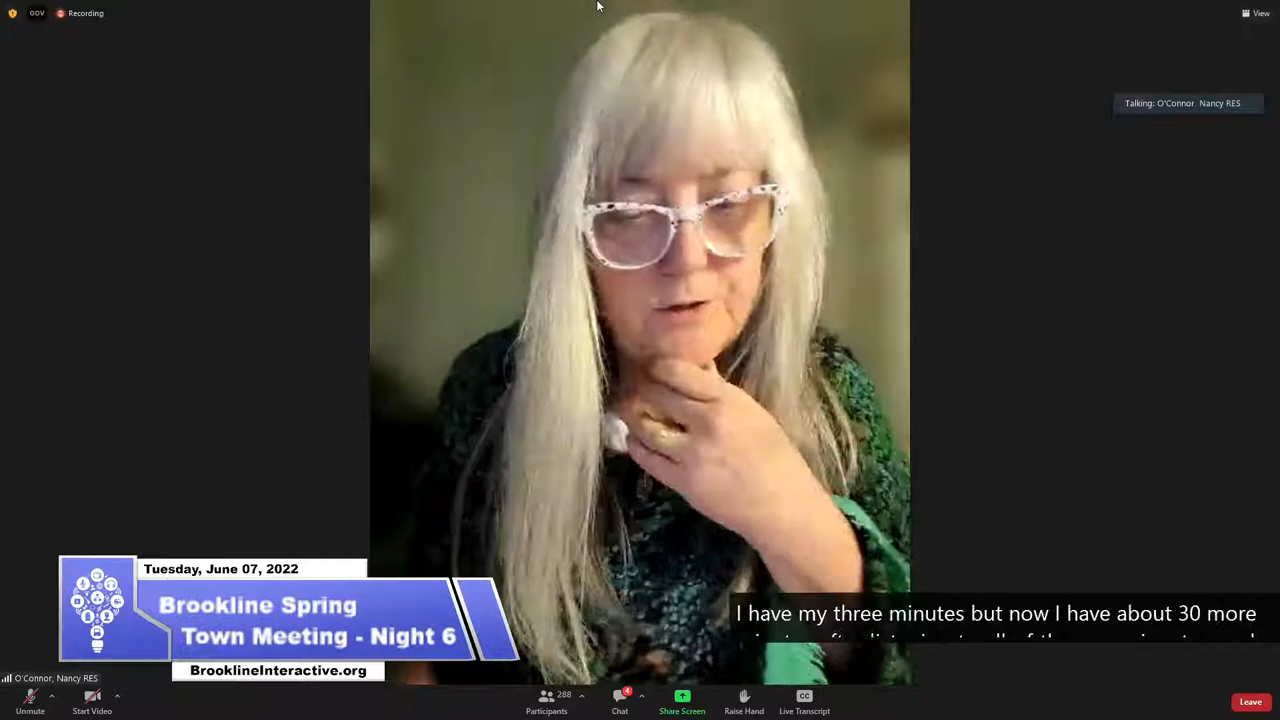 OOV
Recording
View
Talking: O'Connor, Nancy RES
Tuesday, June 07, 2022
Brookline Spring
Town Meeting - Night 6
BrooklineInteractive.org
I have my three minutes but now I have about 30 more
O'Connor, Nancy RES
Unmute
Start Video
288
Participants
4
Chat
Share Screen
Raise Hand
CC
Live Transcript
Leave